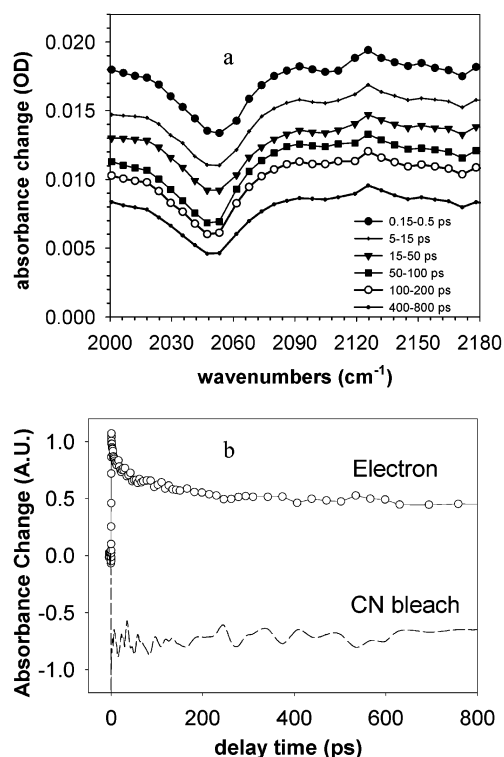 a
absorbance change (OD)
0.020
0.015
0.010
0.005
0.000
0.15-0.5 ps
5-15 ps
15-50 ps
50-100 ps
100-200 ps
400-800 ps
2000 2030 2060 2090 2120 2150 2180
wavenumbers (cm-1)
b
Absorbance Change (A.U.)
1.0
0.5
0.0
-0.5
-1.0
Electron
CN bleach
0 200 400 600 800
delay time (ps)